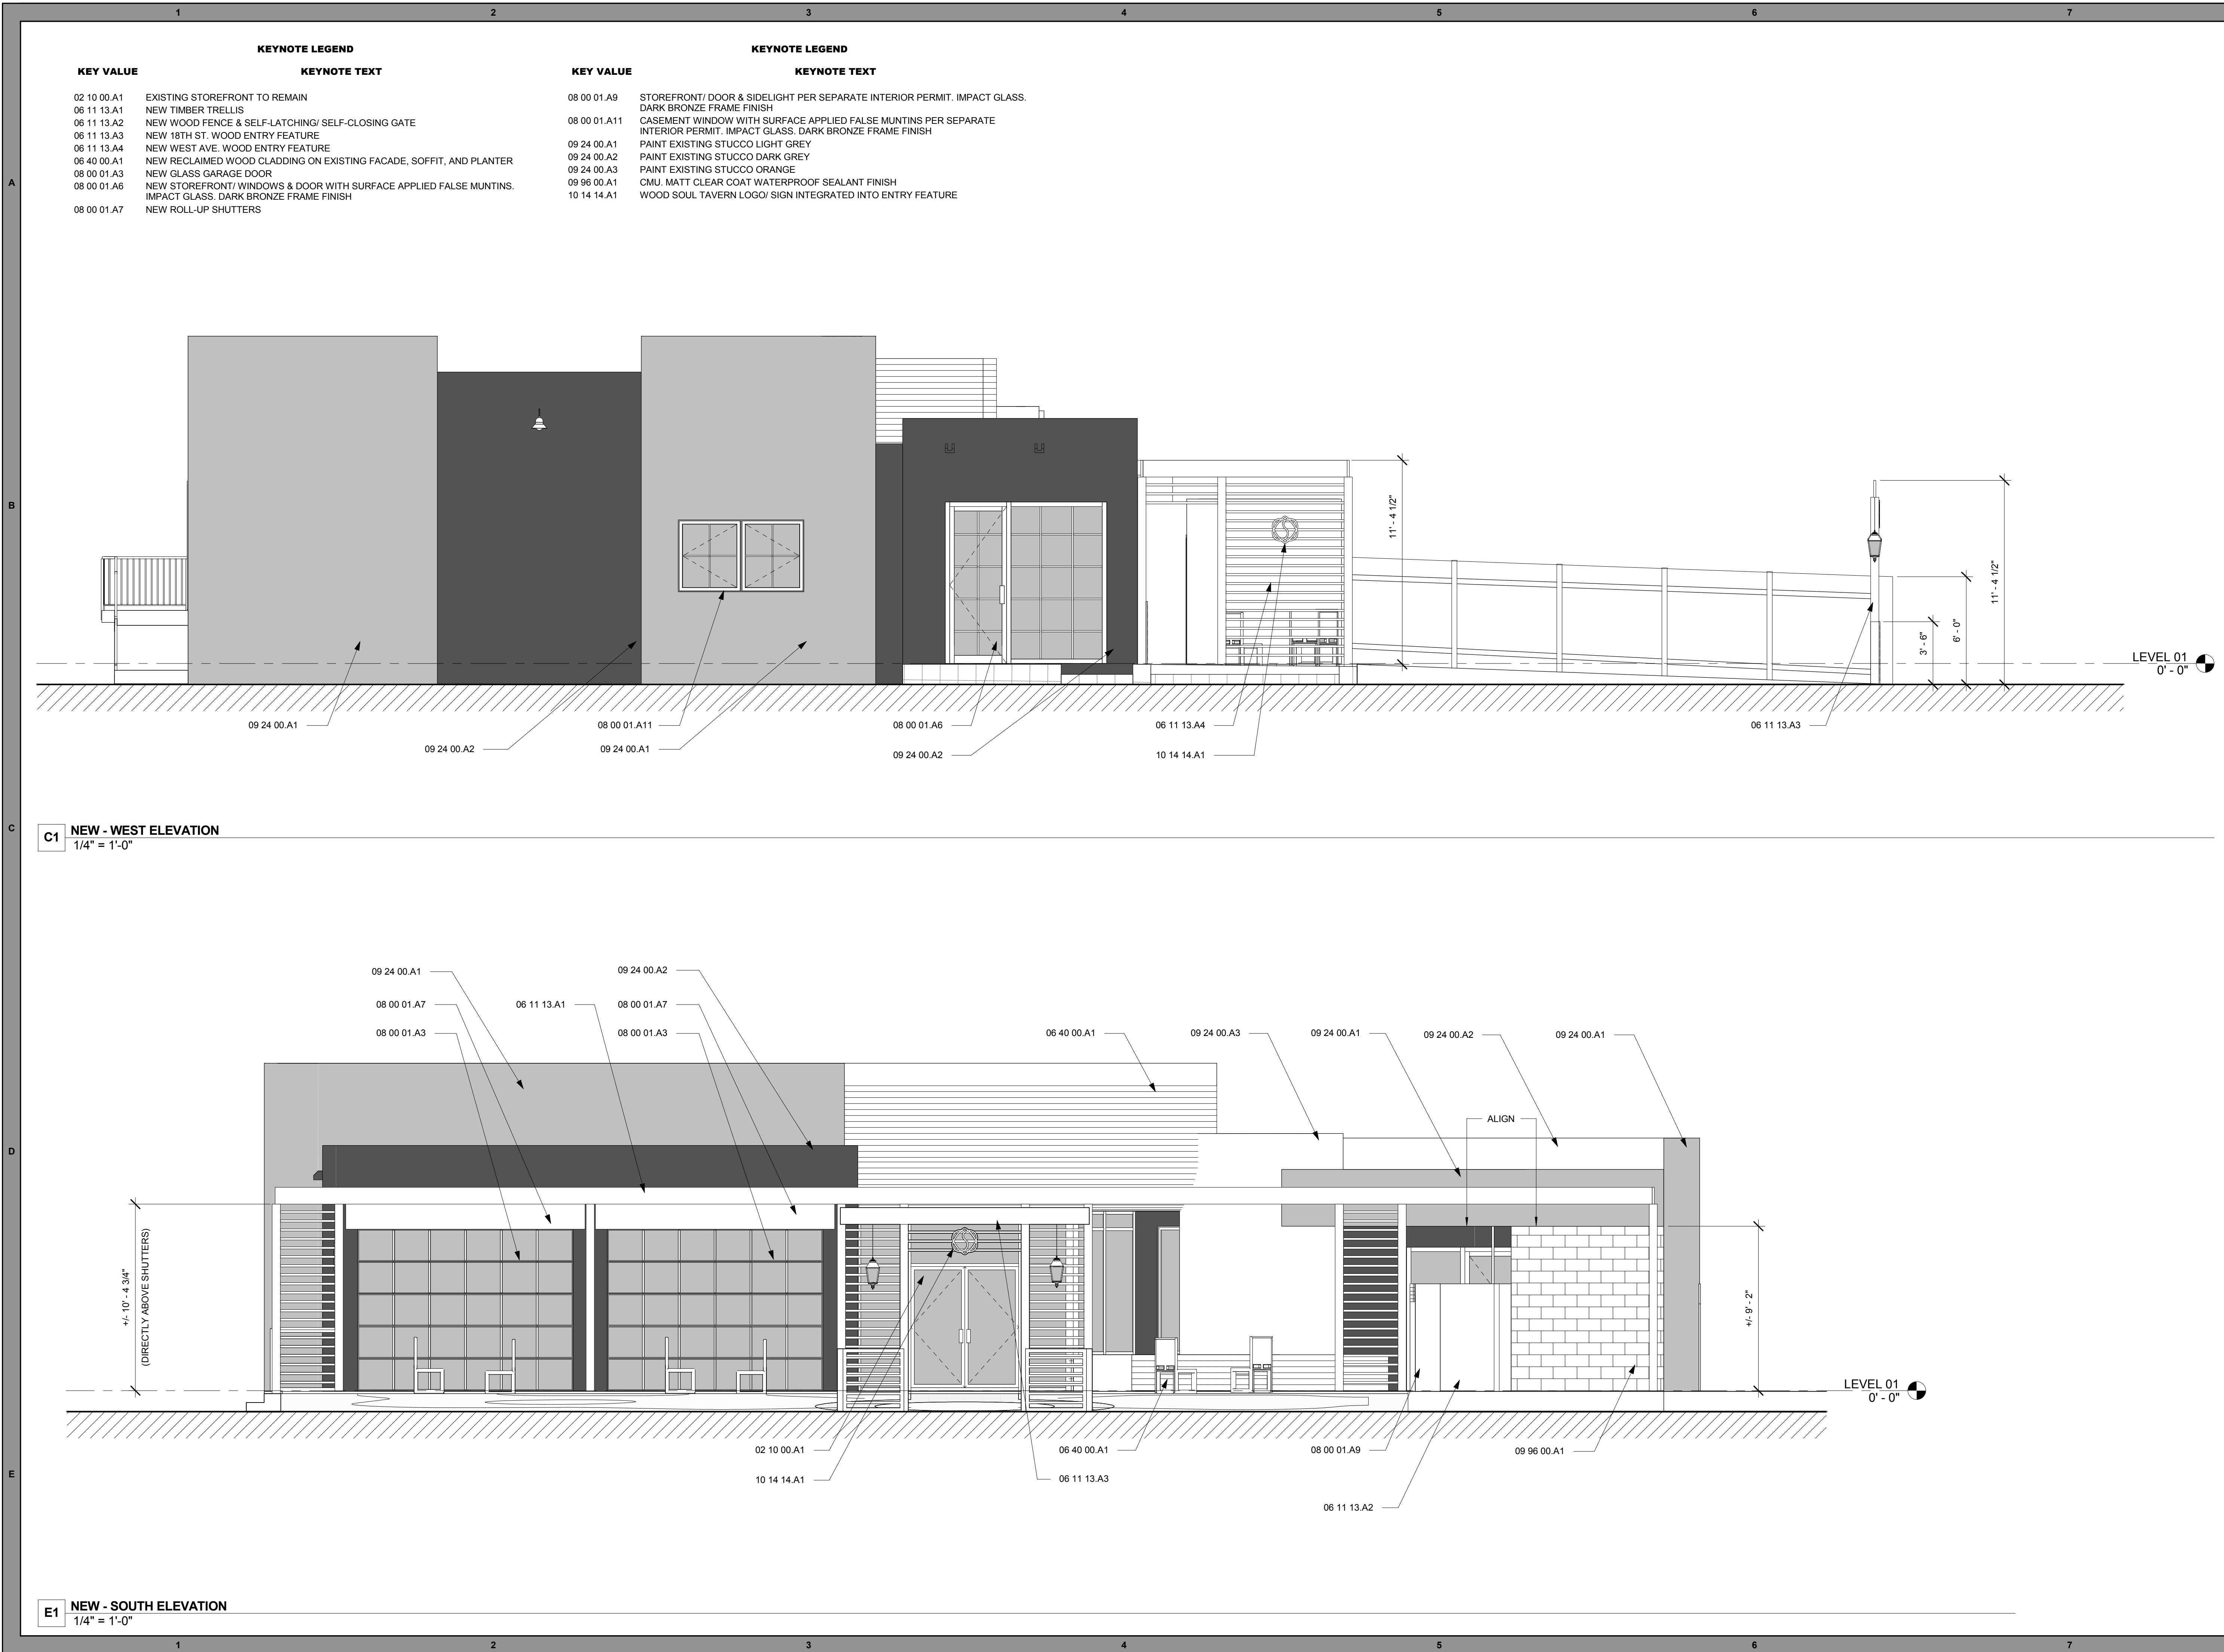 1 2 3 4 5 6 7
KEYNOTE LEGEND
KEY VALUE KEYNOTE TEXT
02 10 00.A1 EXISTING STOREFRONT TO REMAIN
06 11 13.A1 NEW TIMBER TRELLIS
06 11 13.A2 NEW WOOD FENCE & SELF-LATCHING/ SELF-CLOSING GATE
06 11 13.A3 NEW 18TH ST. WOOD ENTRY FEATURE
06 11 13.A4 NEW WEST AVE. WOOD ENTRY FEATURE
06 40 00.A1 NEW RECLAIMED WOOD CLADDING ON EXISTING FACADE, SOFFIT, AND PLANTER
08 00 01.A3 NEW GLASS GARAGE DOOR
08 00 01.A6 NEW STOREFRONT/ WINDOWS & DOOR WITH SURFACE APPLIED FALSE MUNTINS.
IMPACT GLASS. DARK BRONZE FRAME FINISH
08 00 01.A7 NEW ROLL-UP SHUTTERS
KEYNOTE LEGEND
KEY VALUE KEYNOTE TEXT
08 00 01.A9 STOREFRONT/ DOOR & SIDELIGHT PER SEPARATE INTERIOR PERMIT. IMPACT GLASS.
DARK BRONZE FRAME FINISH
08 00 01.A11 CASEMENT WINDOW WITH SURFACE APPLIED FALSE MUNTINS PER SEPARATE
INTERIOR PERMIT. IMPACT GLASS. DARK BRONZE FRAME FINISH
09 24 00.A1 PAINT EXISTING STUCCO LIGHT GREY
09 24 00.A2 PAINT EXISTING STUCCO DARK GREY
09 24 00.A3 PAINT EXISTING STUCCO ORANGE
09 96 00.A1 CMU. MATT CLEAR COAT WATERPROOF SEALANT FINISH
10 14 14.A1 WOOD SOUL TAVERN LOGO/ SIGN INTEGRATED INTO ENTRY FEATURE
A
B
11' - 4 1/2"
11' - 4 1/2"
6' - 0"
3' - 6"
LEVEL 01
0' - 0"
09 24 00.A1
09 24 00.A2
08 00 01.A11
09 24 00.A1
08 00 01.A6
09 24 00.A2
06 11 13.A4
10 14 14.A1
06 11 13.A3
C
C1 NEW - WEST ELEVATION
1/4" = 1'-0"
09 24 00.A1
08 00 01.A7
08 00 01.A3
06 11 13.A1
09 24 00.A2
08 00 01.A7
08 00 01.A3
06 40 00.A1
09 24 00.A3
09 24 00.A1
09 24 00.A2
09 24 00.A1
ALIGN
D
+/- 10' - 4 3/4"
(DIRECTLY ABOVE SHUTTERS)
+/- 9' - 2"
LEVEL 01
0' - 0"
02 10 00.A1
10 14 14.A1
06 40 00.A1
06 11 13.A3
08 00 01.A9
06 11 13.A2
09 96 00.A1
E
E1 NEW - SOUTH ELEVATION
1/4" = 1'-0"
1 2 3 4 5 6 7